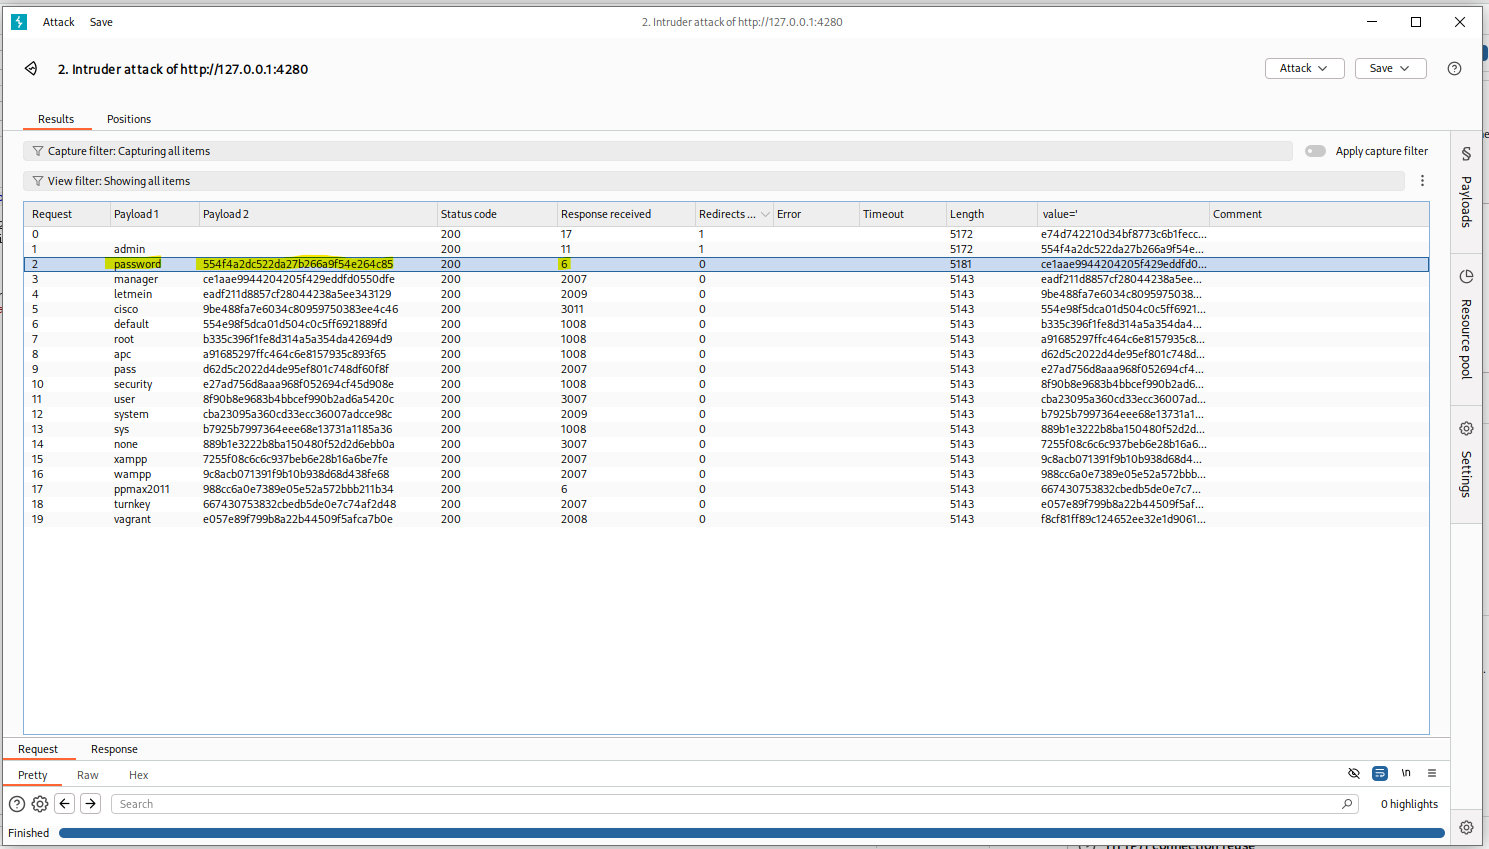 Attack Save 2. Intruder attack of http://127.0.0.1:4280
2. Intruder attack of http://127.0.0.1:4280 Attack Save
Results Positions
Capture filter: Capturing all items Apply capture filter
View filter: Showing all items
Request Payload 1 Payload 2 Status code Response received Redirects ... Error Timeout Length value=' Comment
0 200 17 1 5172 e74d742210d34bf8773c6b1fecc...
1 admin 200 11 1 5172 554f4a2dc522da27b266a9f54e...
2 password 554f4a2dc522da27b266a9f54e264c85 200 6 0 5181 ce1aae9944204205f429eddfd0...
3 manager ce1aae9944204205f429eddfd0550dfe 200 2007 0 5143 eadf211d8857cf28044238a5ee...
4 letmein eadf211d8857cf28044238a5ee343129 200 2009 0 5143 9be488fa7e6034c8095975038...
5 cisco 9be488fa7e6034c80959750383ee4c46 200 3011 0 5143 554e98f5dca01d504c0c5ff6921...
6 default 554e98f5dca01d504c0c5ff6921889fd 200 1008 0 5143 b335c396f1fe8d314a5a354da4...
7 root b335c396f1fe8d314a5a354da42694d9 200 1008 0 5143 a91685297ffc464c6e8157935c8...
8 apc a91685297ffc464c6e8157935c893f65 200 1008 0 5143 d62d5c2022d4de95ef801c748d...
9 pass d62d5c2022d4de95ef801c748df60f8f 200 2007 0 5143 e27ad756d8aaa968f052694cf4...
10 security e27ad756d8aaa968f052694cf45d908e 200 1008 0 5143 8f90b8e9683b4bbcef990b2ad6...
11 user 8f90b8e9683b4bbcef990b2ad6a5420c 200 3007 0 5143 cba23095a360cd33ecc36007ad...
12 system cba23095a360cd33ecc36007adcce98c 200 2009 0 5143 b7925b7997364eee68e13731a1...
13 sys b7925b7997364eee68e13731a1185a36 200 1008 0 5143 889b1e3222b8ba150480f52d2d...
14 none 889b1e3222b8ba150480f52d2d6ebb0a 200 3007 0 5143 7255f08c6c6c937beb6e28b16a6...
15 xampp 7255f08c6c6c937beb6e28b16a6be7fe 200 2007 0 5143 9c8acb071391f9b10b938d68d4...
16 wampp 9c8acb071391f9b10b938d68d438fe68 200 2007 0 5143 988cc6a0e7389e05e52a572bbb...
17 ppmax2011 988cc6a0e7389e05e52a572bbb211b34 200 6 0 5143 667430753832cbedb5de0e7c7...
18 turnkey 667430753832cbedb5de0e7c74af2d48 200 2007 0 5143 e057e89f799b8a22b44509f5af...
19 vagrant e057e89f799b8a22b44509f5afca7b0e 200 2008 0 5143 f8cf81ff89c124652ee32e1d9061...
Payloads
Resource pool
Settings
Request Response
Pretty Raw Hex
\n
Search 0 highlights
Finished